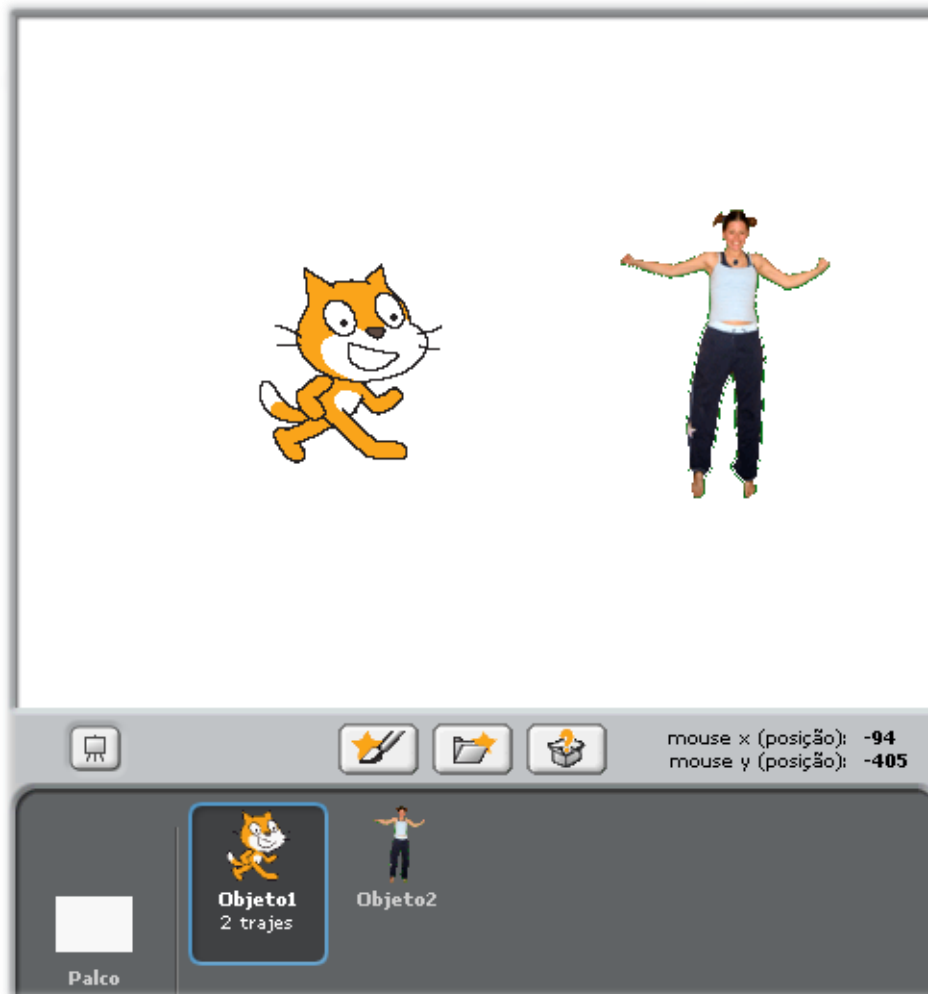 mouse x (posição): -94
mouse y (posição): -405
Objeto1
2 trajes
Objeto2
Palco